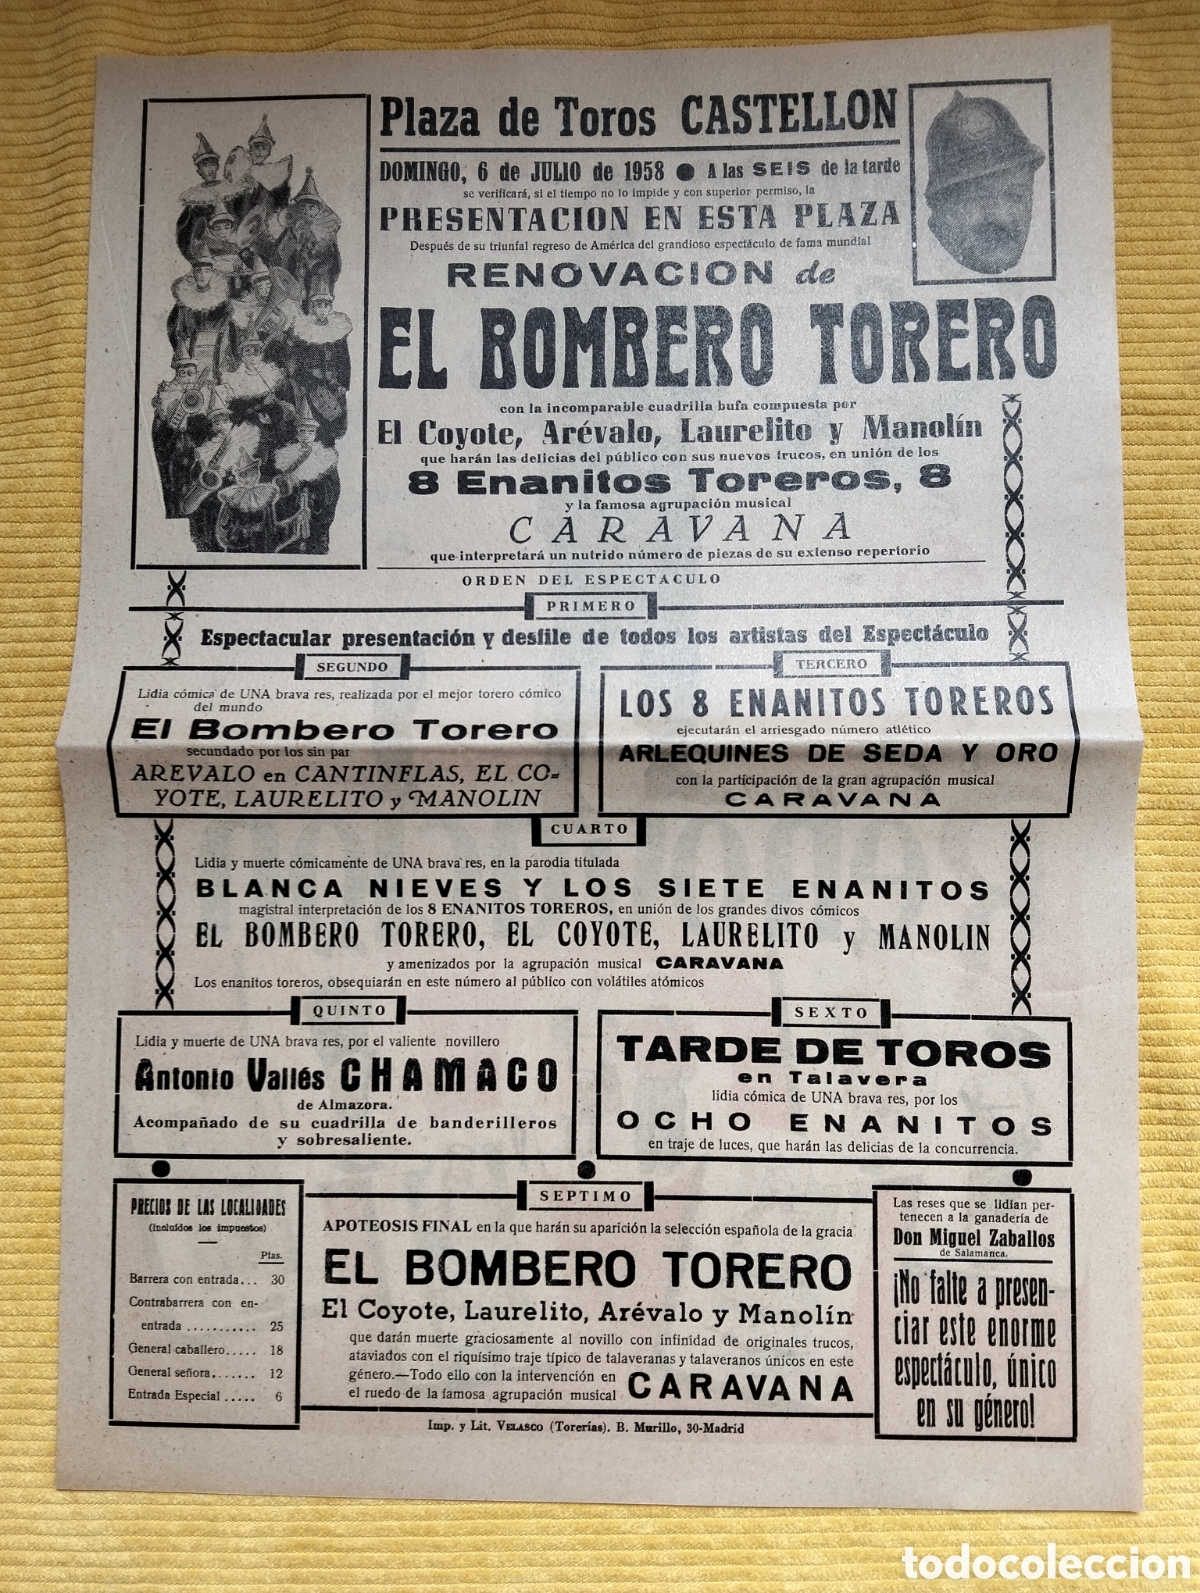 Plaza de Toros CASTELLON
DOMINGO, 6 de JULIO de 1958 ● A las SEIS de la tarde
se verificará, si el tiempo no lo impide y con superior permiso, la
PRESENTACION EN ESTA PLAZA
Después de su triunfal regreso de América del grandioso espectáculo de fama mundial
RENOVACION de
EL BOMBERO TORERO
con la incomparable cuadrilla bufa compuesta por
El Coyote, Arévalo, Laurelito y Manolín
que harán las delicias del público con sus nuevos trucos, en unión de los
8 Enanitos Toreros, 8
y la famosa agrupación musical
CARAVANA
que interpretará un nutrido número de piezas de su extenso repertorio
ORDEN DEL ESPECTACULO
PRIMERO
Espectacular presentación y desfile de todos los artistas del Espectáculo
SEGUNDO
Lidia cómica de UNA brava res, realizada por el mejor torero cómico
del mundo
El Bombero Torero
secundado por los sin par
AREVALO en CANTINFLAS, EL CO-
YOTE, LAURELITO y MANOLIN
TERCERO
LOS 8 ENANITOS TOREROS
ejecutarán el arriesgado número atlético
ARLEQUINES DE SEDA Y ORO
con la participación de la gran agrupación musical
CARAVANA
CUARTO
Lidia y muerte cómicamente de UNA brava res, en la parodia titulada
BLANCA NIEVES Y LOS SIETE ENANITOS
magistral interpretación de los 8 ENANITOS TOREROS, en unión de los grandes divos cómicos
EL BOMBERO TORERO, EL COYOTE, LAURELITO y MANOLIN
y amenizados por la agrupación musical CARAVANA
Los enanitos toreros, obsequiarán en este número al público con volátiles atómicos
QUINTO
Lidia y muerte de UNA brava res, por el valiente novillero
Antonio Vallés CHAMACO
de Almazora.
Acompañado de su cuadrilla de banderilleros
y sobresaliente.
SEXTO
TARDE DE TOROS
en Talavera
lidia cómica de UNA brava res, por los
OCHO ENANITOS
en traje de luces, que harán las delicias de la concurrencia.
PRECIOS DE LAS LOCALIDADES
(incluídos los impuestos)
Ptas.
Barrera con entrada... 30
Contrabarrera con en-
entrada ........... 25
General caballero..... 18
General señora....... 12
Entrada Especial ..... 6
SEPTIMO
APOTEOSIS FINAL en la que harán su aparición la selección española de la gracia
EL BOMBERO TORERO
El Coyote, Laurelito, Arévalo y Manolín
que darán muerte graciosamente al novillo con infinidad de originales trucos,
ataviados con el riquísimo traje típico de talaveranas y talaveranos únicos en este
género.—Todo ello con la intervención en
el ruedo de la famosa agrupación musical CARAVANA
Las reses que se lidian per-
tenecen a la ganadería de
Don Miguel Zaballos
de Salamanca.
¡No falte a presen-
ciar este enorme
espectáculo, único
en su género!
Imp. y Lit. VELASCO (Torerías). B. Murillo, 30-Madrid
todocoleccion